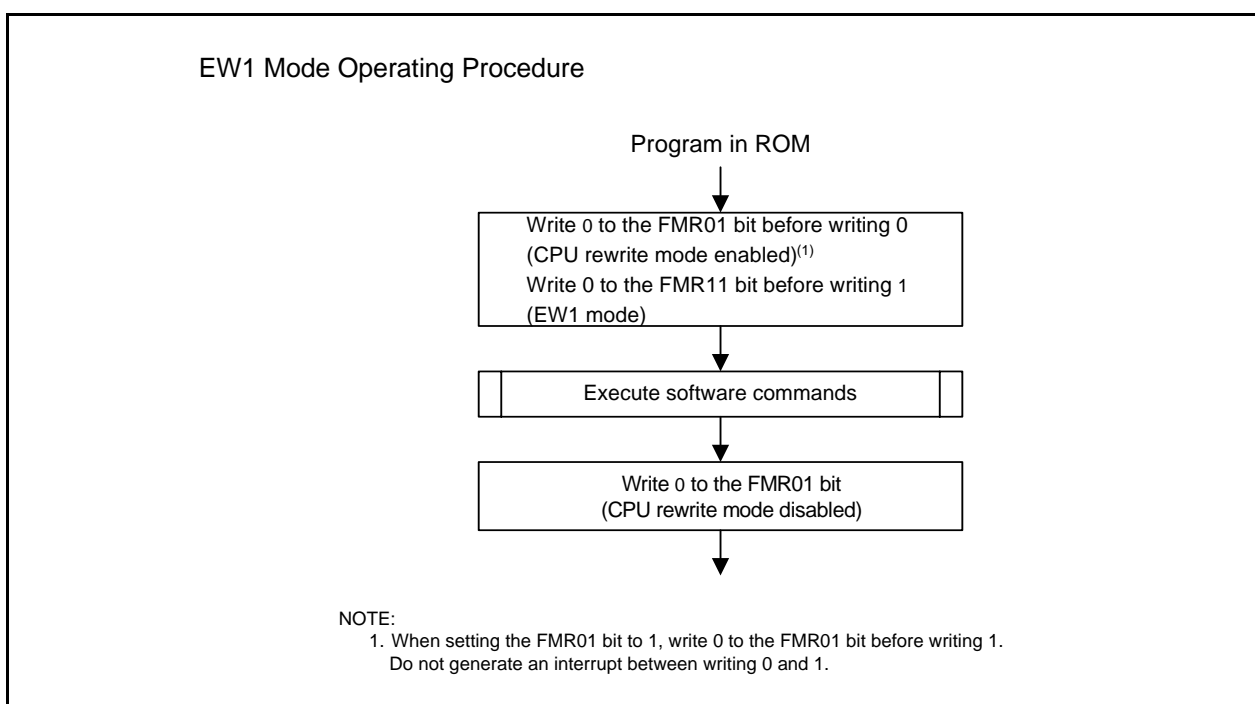 EW1 Mode Operating Procedure
Program in ROM
Write 0 to the FMR01 bit before writing 0
(CPU rewrite mode enabled)(1)
Write 0 to the FMR11 bit before writing 1
(EW1 mode)
Execute software commands
Write 0 to the FMR01 bit
(CPU rewrite mode disabled)
NOTE:
1. When setting the FMR01 bit to 1, write 0 to the FMR01 bit before writing 1.
Do not generate an interrupt between writing 0 and 1.